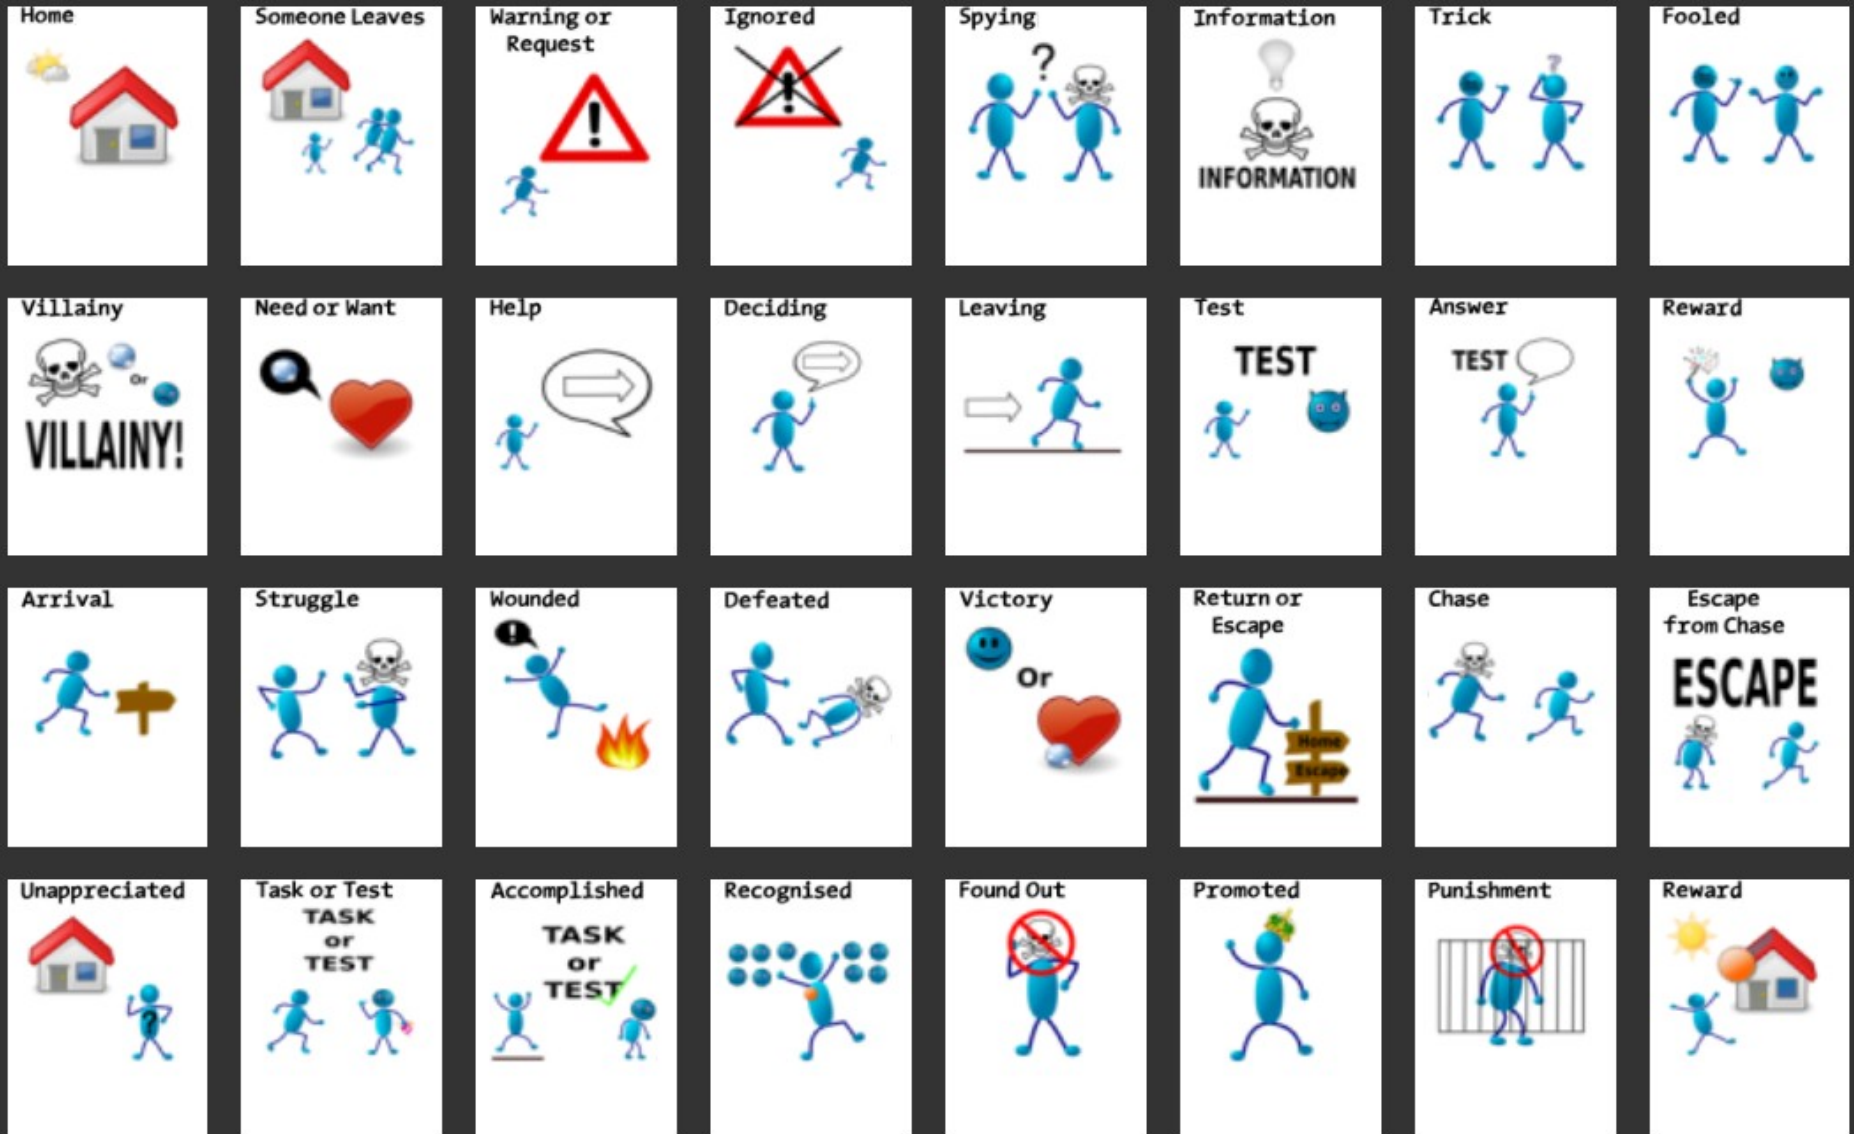 Home
Someone Leaves
Warning or
Request
Ignored
Spying
?
Information
INFORMATION
Trick
?
Fooled
Villainy
Or
VILLAINY!
Need or Want
Help
Deciding
Leaving
Test
TEST
Answer
TEST
Reward
Arrival
Struggle
Wounded
!
Defeated
Victory
Or
Return or
Escape
Home
Escape
Chase
Escape
from Chase
ESCAPE
Unappreciated
?
Task or Test
TASK
or
TEST
Accomplished
TASK
or
TEST
Recognised
Found Out
Promoted
Punishment
Reward